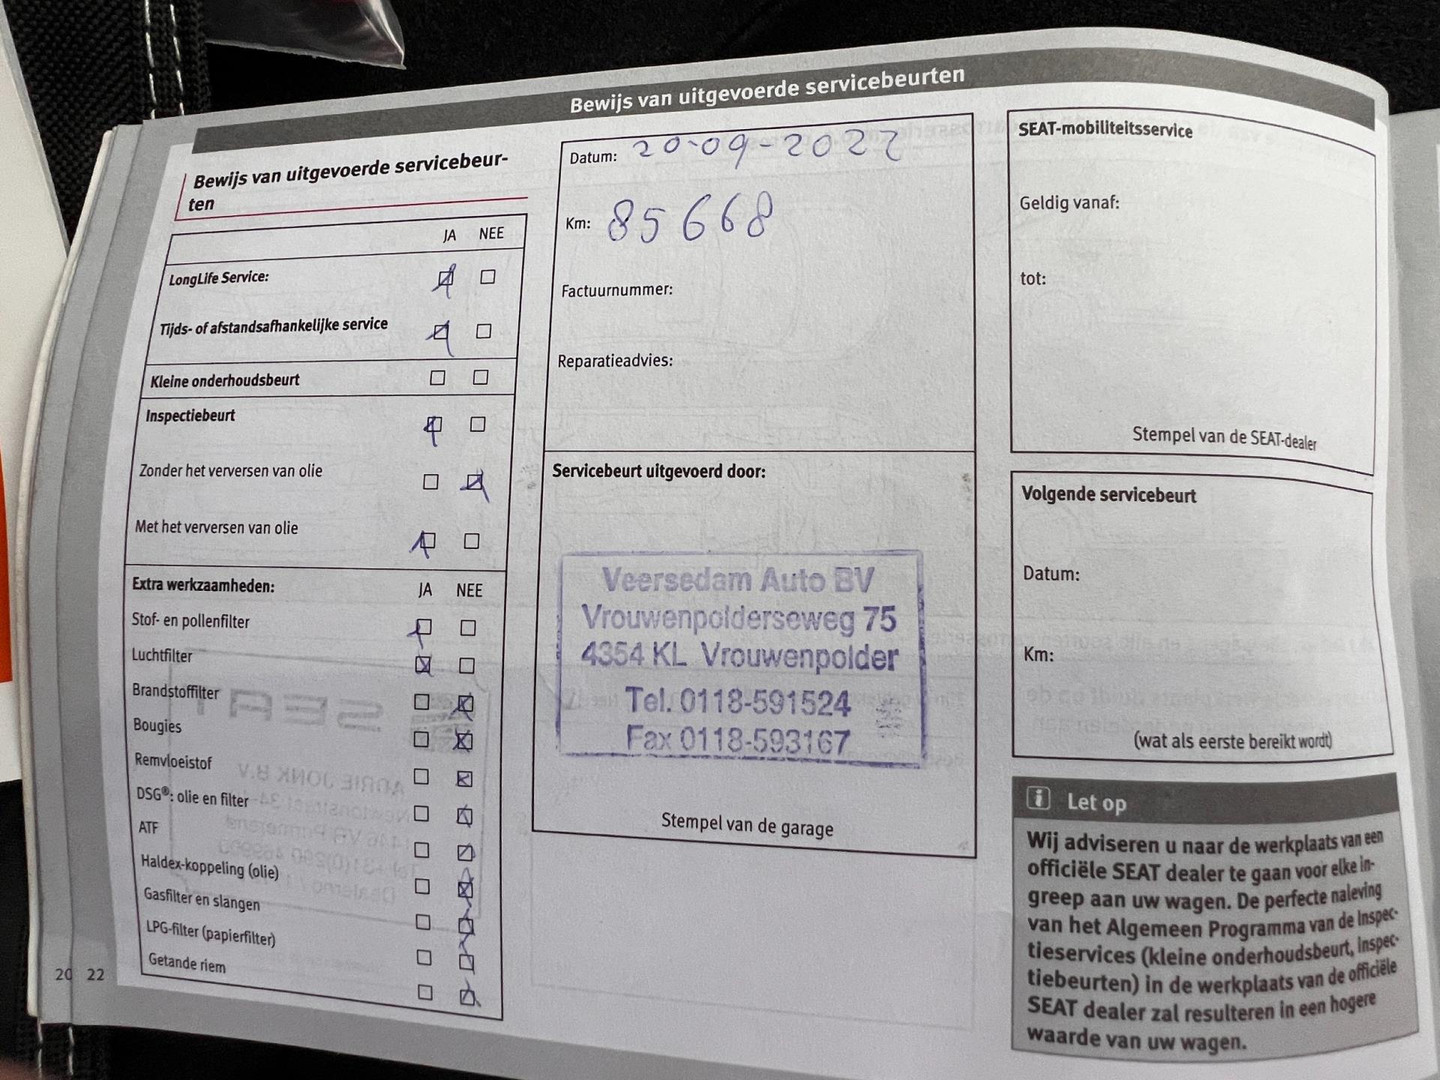 Bewijs van uitgevoerde servicebeurten
Bewijs van uitgevoerde servicebeur-
ten
JA NEE
LongLife Service:
Tijds- of afstandsafhankelijke service
Kleine onderhoudsbeurt
Inspectiebeurt
Zonder het verversen van olie
Met het verversen van olie
Extra werkzaamheden: JA NEE
Stof- en pollenfilter
Luchtfilter
Brandstoffilter
Bougies
Remvloeistof
DSG®: olie en filter
ATF
Haldex-koppeling (olie)
Gasfilter en slangen
LPG-filter (papierfilter)
Getande riem
20 22
Datum: 20-09-2022
Km: 85668
Factuurnummer:
Reparatieadvies:
Servicebeurt uitgevoerd door:
Veersedam Auto BV
Vrouwenpolderseweg 75
4354 KL Vrouwenpolder
Tel. 0118-591524
Fax 0118-593167
Stempel van de garage
SEAT-mobiliteitsservice
Geldig vanaf:
tot:
Stempel van de SEAT-dealer
Volgende servicebeurt
Datum:
Km:
(wat als eerste bereikt wordt)
Let op
Wij adviseren u naar de werkplaats van een
officiële SEAT dealer te gaan voor elke in-
greep aan uw wagen. De perfecte naleving
van het Algemeen Programma van de Inspec-
tieservices (kleine onderhoudsbeurt, inspec-
tiebeurten) in de werkplaats van de officiële
SEAT dealer zal resulteren in een hogere
waarde van uw wagen.